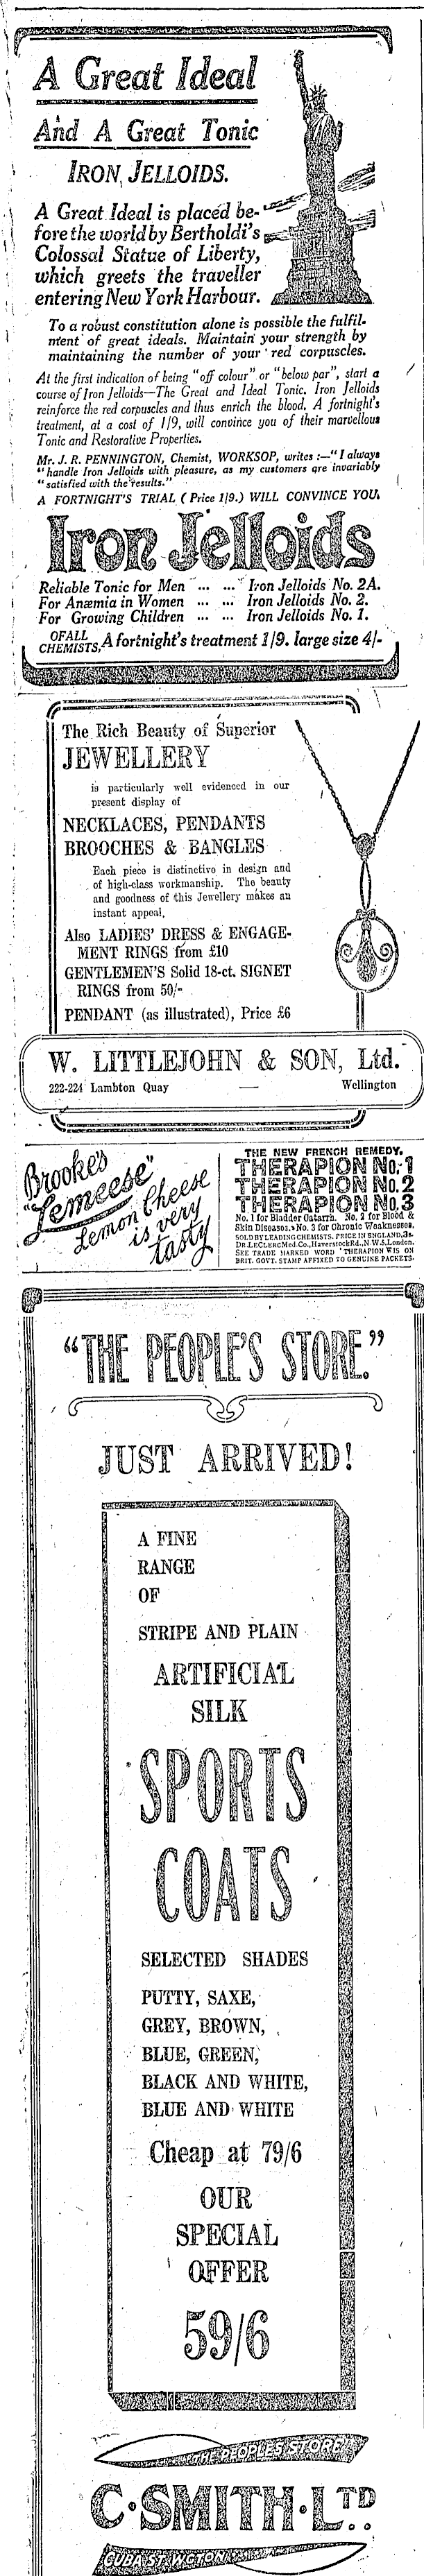 A Great Ideal
And A Great Tonic
IRON JELLOIDS.
A Great Ideal is placed be-
fore the world by Bertholdi's
Colossal Statue of Liberty,
which greets the traveller
entering New York Harbour.
To a robust constitution alone is possible the fulfil-
ment of great ideals. Maintain your strength by
maintaining the number of your red corpuscles.
At the first indication of being "off colour" or "below par", start a
course of Iron Jelloids—The Great and Ideal Tonic. Iron Jelloids
reinforce the red corpuscles and thus enrich the blood. A fortnight's
treatment, at a cost of 1/9, will convince you of their marvellous
Tonic and Restorative Properties.
Mr. J. R. PENNINGTON, Chemist, WORKSOP, writes :—"I always
"handle Iron Jelloids with pleasure, as my customers are invariably
"satisfied with the results."
A FORTNIGHT'S TRIAL (Price 1/9.) WILL CONVINCE YOU.
Iron Jelloids
Reliable Tonic for Men ... ... Iron Jelloids No. 2A.
For Anæmia in Women ... ... Iron Jelloids No. 2.
For Growing Children ... ... Iron Jelloids No. 1.
OF ALL CHEMISTS, A fortnight's treatment 1/9. large size 4/-
The Rich Beauty of Superior
JEWELLERY
is particularly well evidenced in our
present display of
NECKLACES, PENDANTS
BROOCHES & BANGLES
Each piece is distinctive in design and
of high-class workmanship. The beauty
and goodness of this Jewellery makes an
instant appeal.
Also LADIES' DRESS & ENGAGE-
MENT RINGS from £10
GENTLEMEN'S Solid 18-ct. SIGNET
RINGS from 50/-
PENDANT (as illustrated), Price £6
W. LITTLEJOHN & SON, Ltd.
222-224 Lambton Quay — Wellington
Brooke's
"Lemeese"
Lemon Cheese
is very
tasty
THE NEW FRENCH REMEDY.
THERAPION No. 1
THERAPION No. 2
THERAPION No. 3
No. 1 for Bladder Catarrh. No. 2 for Blood &
Skin Diseases. No. 3 for Chronic Weaknesses.
SOLD BY LEADING CHEMISTS. PRICE IN ENGLAND, 3s.
DR. LECLERC Med. Co., Haverstock Rd., N.W.5, London.
SEE TRADE MARKED WORD 'THERAPION' IS ON
BRIT. GOVT. STAMP AFFIXED TO GENUINE PACKETS.
"THE PEOPLE'S STORE."
JUST ARRIVED!
A FINE
RANGE
OF
STRIPE AND PLAIN
ARTIFICIAL
SILK
SPORTS
COATS
SELECTED SHADES
PUTTY, SAXE,
GREY, BROWN,
BLUE, GREEN,
BLACK AND WHITE,
BLUE AND WHITE
Cheap at 79/6
OUR
SPECIAL
OFFER
59/6
"THE PEOPLE'S STORE"
C. SMITH. LTD.
CUBA ST. WGTON